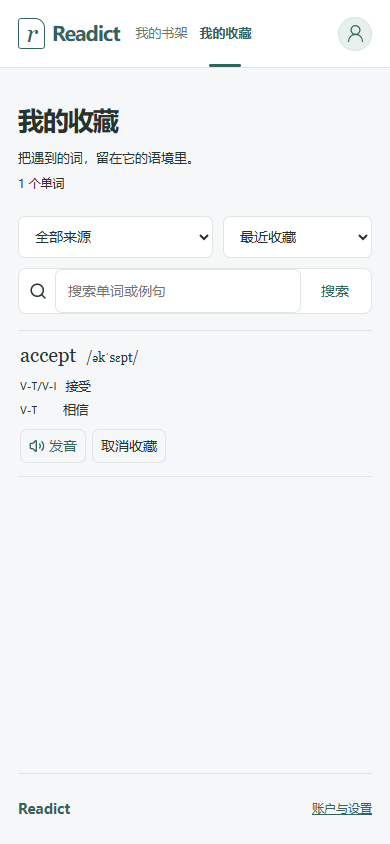 r Readict 我的书架 我的收藏
我的收藏
把遇到的词，留在它的语境里。
1 个单词
全部来源 最近收藏
搜索单词或例句 搜索
accept /əkˈsɛpt/
V-T/V-I 接受
V-T 相信
发音 取消收藏
Readict 账户与设置